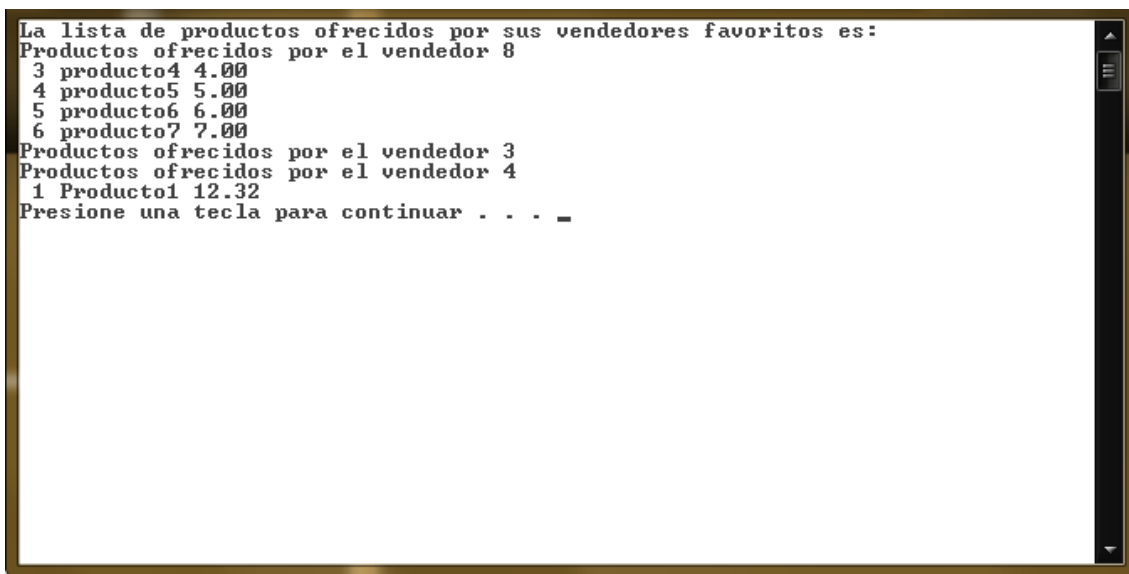 La lista de productos ofrecidos por sus vendedores favoritos es:
Productos ofrecidos por el vendedor 8
3 producto4 4.00
4 producto5 5.00
5 producto6 6.00
6 producto7 7.00
Productos ofrecidos por el vendedor 3
Productos ofrecidos por el vendedor 4
1 Producto1 12.32
Presione una tecla para continuar . . . _